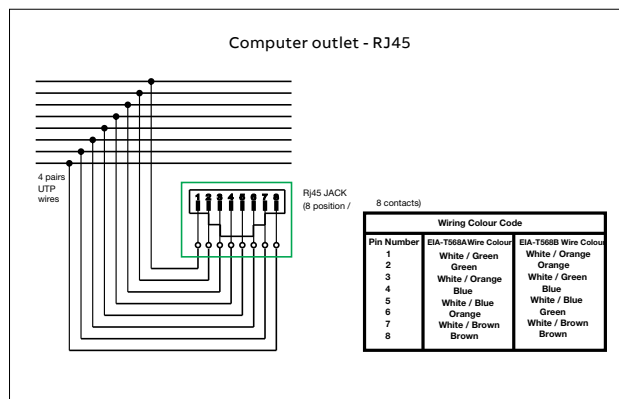 Computer outlet - RJ45
4 pairs
UTP
wires
1 2 3 4 5 6 7 8
Rj45 JACK
(8 position / 8 contacts)
Wiring Colour Code
Pin Number EIA-T568A Wire Colour EIA-T568B Wire Colour
1 White / Green White / Orange
2 Green Orange
3 White / Orange White / Green
4 Blue Blue
5 White / Blue White / Blue
6 Orange Green
7 White / Brown White / Brown
8 Brown Brown